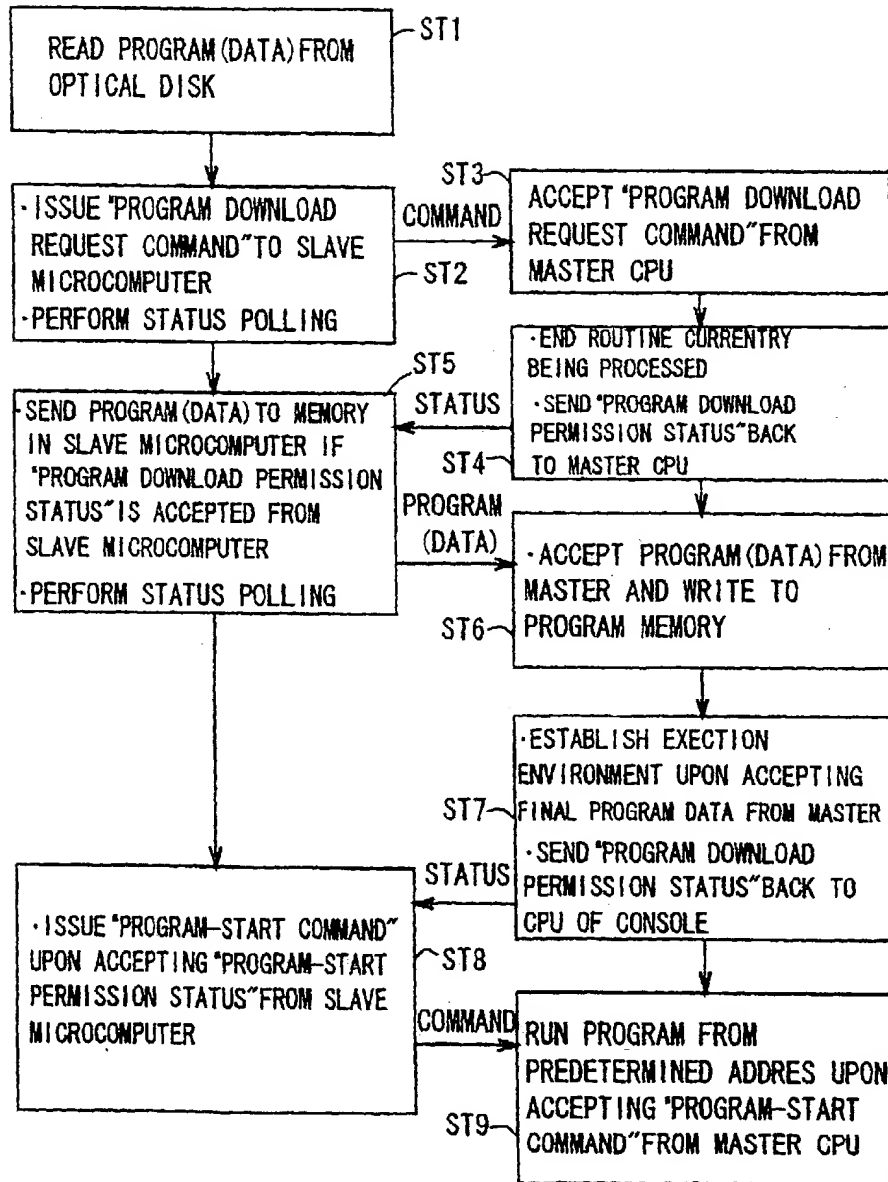 READ PROGRAM(DATA)FROM
OPTICAL DISK
ST1
·ISSUE "PROGRAM DOWNLOAD
REQUEST COMMAND"TO SLAVE
MICROCOMPUTER
·PERFORM STATUS POLLING
ST2
COMMAND
ST3
ACCEPT "PROGRAM DOWNLOAD
REQUEST COMMAND"FROM
MASTER CPU
·END ROUTINE CURRENTRY
BEING PROCESSED
·SEND "PROGRAM DOWNLOAD
PERMISSION STATUS"BACK
TO MASTER CPU
ST4
STATUS
ST5
·SEND PROGRAM(DATA)TO MEMORY
IN SLAVE MICROCOMPUTER IF
"PROGRAM DOWNLOAD PERMISSION
STATUS"IS ACCEPTED FROM
SLAVE MICROCOMPUTER
·PERFORM STATUS POLLING
PROGRAM
(DATA)
·ACCEPT PROGRAM(DATA)FROM
MASTER AND WRITE TO
PROGRAM MEMORY
ST6
·ESTABLISH EXECTION
ENVIRONMENT UPON ACCEPTING
FINAL PROGRAM DATA FROM MASTER
·SEND "PROGRAM DOWNLOAD
PERMISSION STATUS"BACK TO
CPU OF CONSOLE
ST7
STATUS
·ISSUE "PROGRAM-START COMMAND"
UPON ACCEPTING "PROGRAM-START
PERMISSION STATUS"FROM SLAVE
MICROCOMPUTER
ST8
COMMAND
RUN PROGRAM FROM
PREDETERMINED ADDRES UPON
ACCEPTING "PROGRAM-START
COMMAND"FROM MASTER CPU
ST9